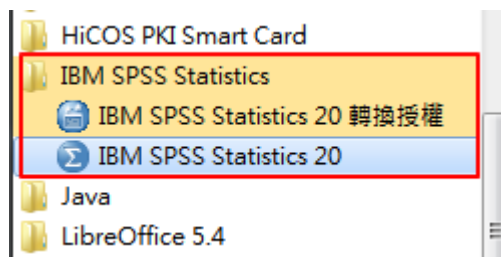 HiCOS PKI Smart Card
IBM SPSS Statistics
IBM SPSS Statistics 20 轉換授權
IBM SPSS Statistics 20
Java
LibreOffice 5.4